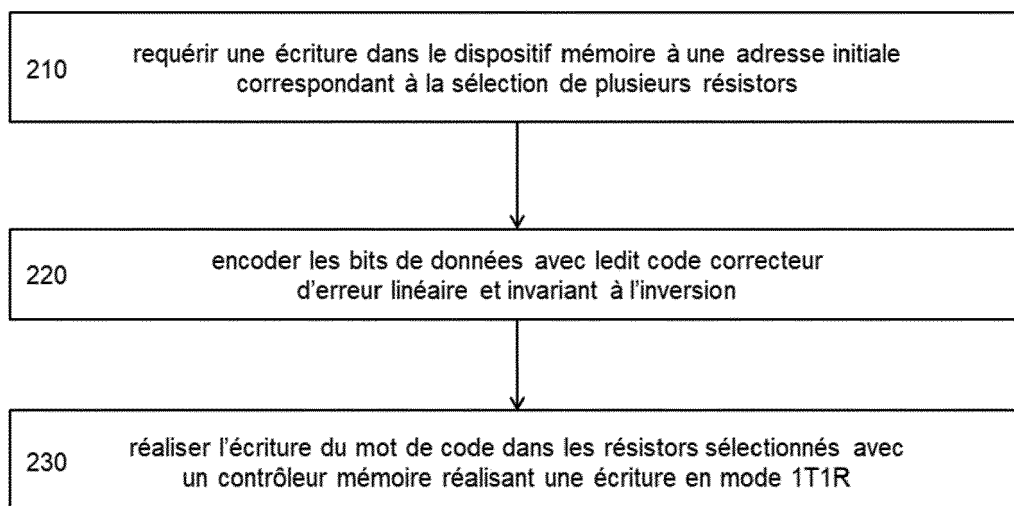 210
requérir une écriture dans le dispositif mémoire à une adresse initiale
correspondant à la sélection de plusieurs résistors
220
encoder les bits de données avec ledit code correcteur
d'erreur linéaire et invariant à l'inversion
230
réaliser l'écriture du mot de code dans les résistors sélectionnés avec
un contrôleur mémoire réalisant une écriture en mode 1T1R